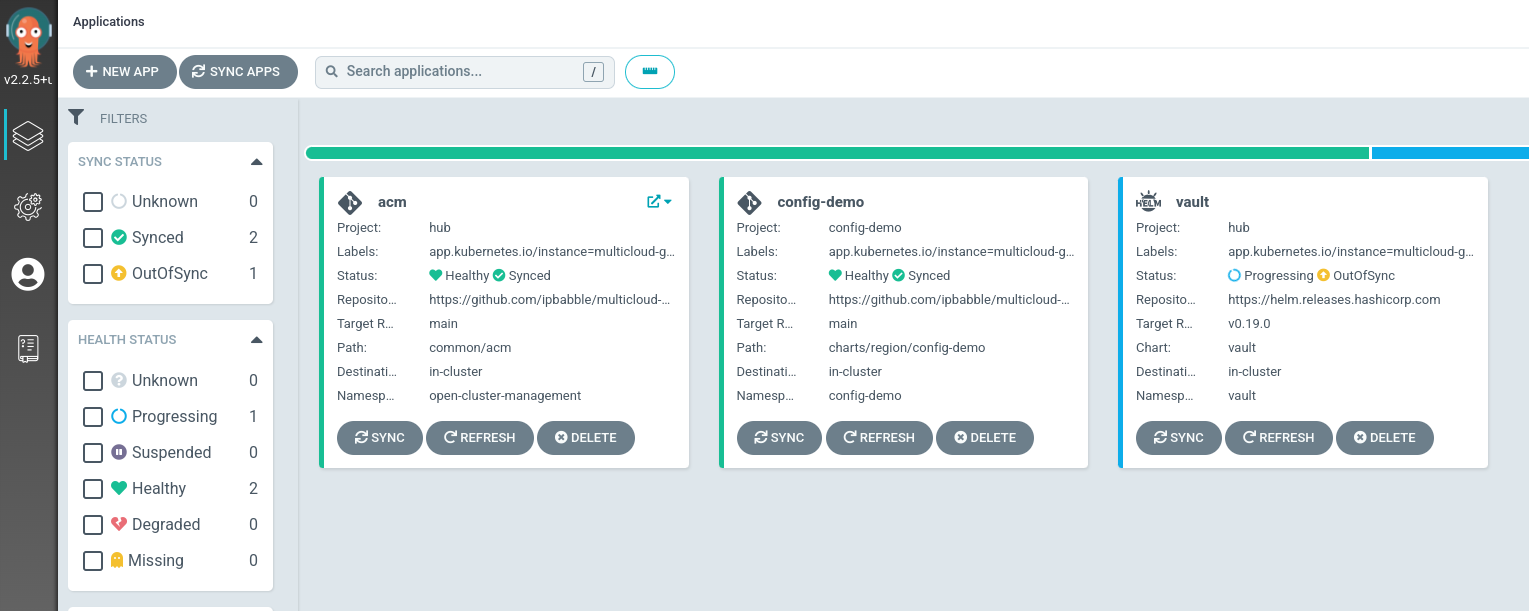 Applications
v2.2.5+u
NEW APP
SYNC APPS
Search applications...
/
FILTERS
SYNC STATUS
Unknown 0
Synced 2
OutOfSync 1
HEALTH STATUS
Unknown 0
Progressing 1
Suspended 0
Healthy 2
Degraded 0
Missing 0
acm
Project: hub
Labels: app.kubernetes.io/instance=multicloud-g...
Status: Healthy Synced
Reposito... https://github.com/ipbabble/multicloud-...
Target R... main
Path: common/acm
Destinati... in-cluster
Namesp... open-cluster-management
SYNC REFRESH DELETE
config-demo
Project: config-demo
Labels: app.kubernetes.io/instance=multicloud-g...
Status: Healthy Synced
Reposito... https://github.com/ipbabble/multicloud-...
Target R... main
Path: charts/region/config-demo
Destinati... in-cluster
Namesp... config-demo
SYNC REFRESH DELETE
HELM vault
Project: hub
Labels: app.kubernetes.io/instance=multicloud-g...
Status: Progressing OutOfSync
Reposito... https://helm.releases.hashicorp.com
Target R... v0.19.0
Chart: vault
Destinati... in-cluster
Namesp... vault
SYNC REFRESH DELETE